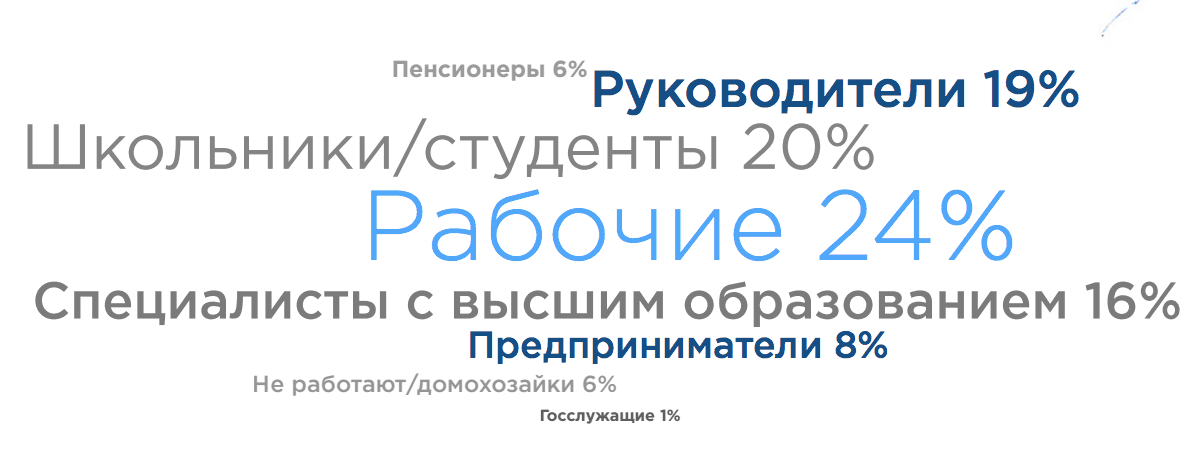 Пенсионеры 6%
Руководители 19%
Школьники/студенты 20%
Рабочие 24%
Специалисты с высшим образованием 16%
Предприниматели 8%
Не работают/домохозайки 6%
Госслужащие 1%